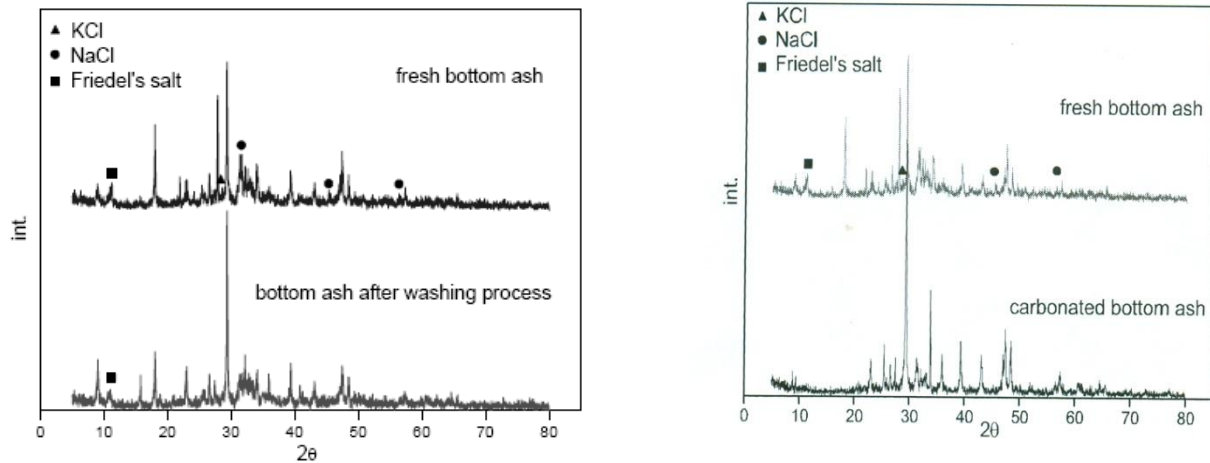 ▲ KCl
● NaCl
■ Friedel's salt
fresh bottom ash
bottom ash after washing process
int.
0 10 20 30 40 50 60 70 80
2θ
▲ KCl
● NaCl
■ Friedel's salt
fresh bottom ash
carbonated bottom ash
int.
0 10 20 30 40 50 60 70 80
2θ